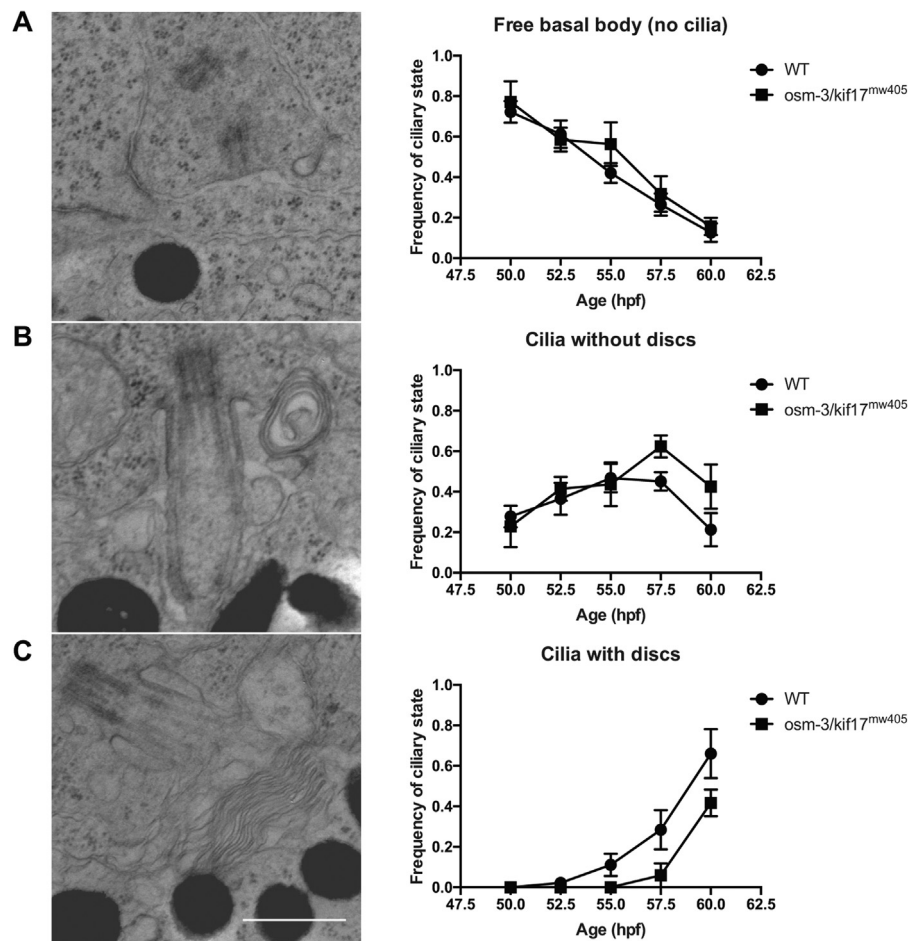 A
Free basal body (no cilia)
Frequency of ciliary state
1.0
0.8
0.6
0.4
0.2
0.0
47.5 50.0 52.5 55.0 57.5 60.0 62.5
Age (hpf)
WT
osm-3/kif17mw405
B
Cilia without discs
Frequency of ciliary state
1.0
0.8
0.6
0.4
0.2
0.0
47.5 50.0 52.5 55.0 57.5 60.0 62.5
Age (hpf)
WT
osm-3/kif17mw405
C
Cilia with discs
Frequency of ciliary state
1.0
0.8
0.6
0.4
0.2
0.0
47.5 50.0 52.5 55.0 57.5 60.0 62.5
Age (hpf)
WT
osm-3/kif17mw405